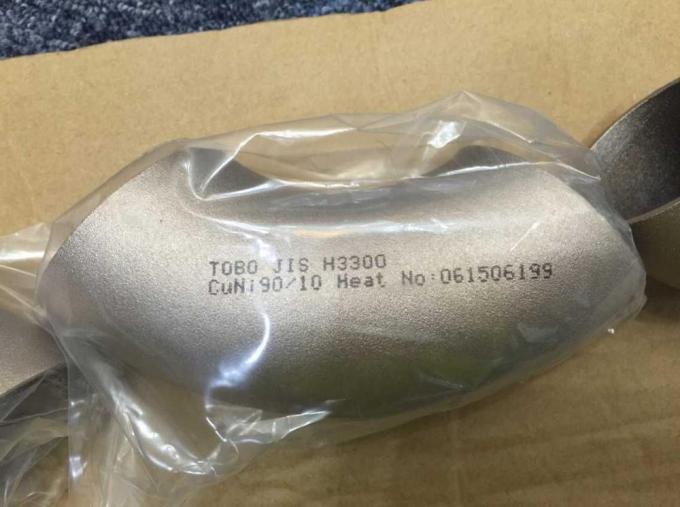 TOBO JIS H3300
CuNi90/10 Heat No:061506199